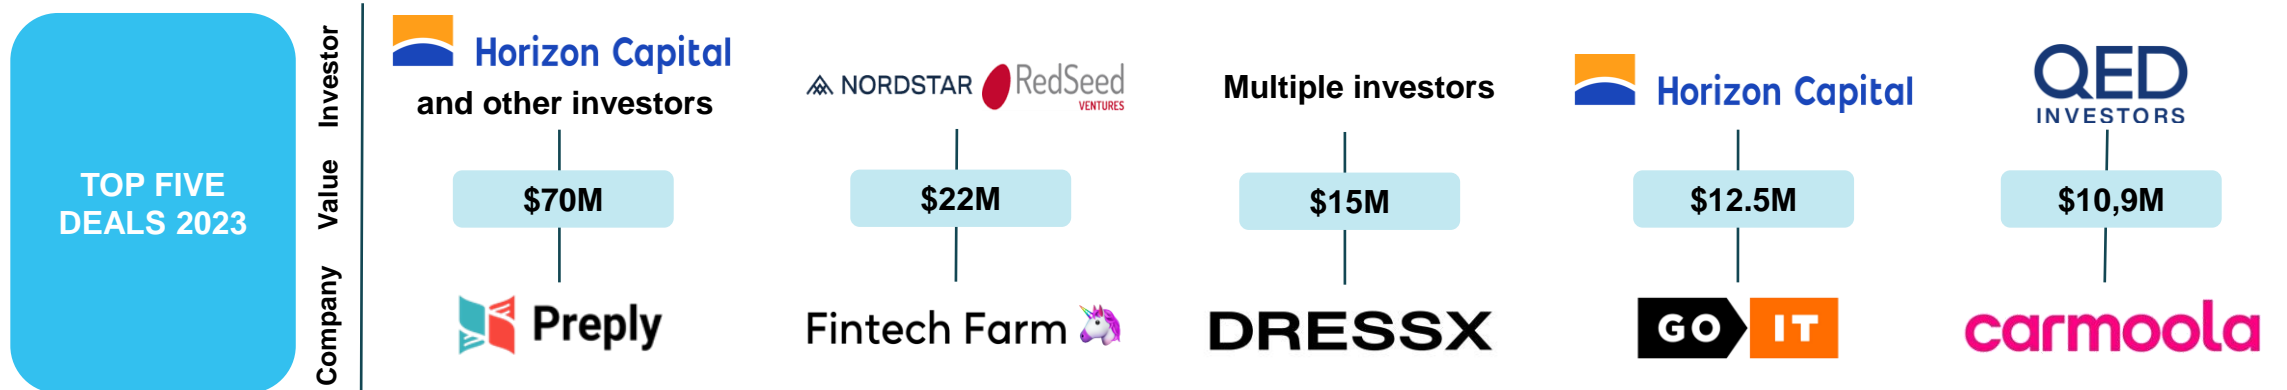 TOP FIVE
DEALS 2023
Investor
Value
Company
Horizon Capital
and other investors
$70M
Preply
NORDSTAR RedSeed
VENTURES
$22M
Fintech Farm
Multiple investors
$15M
DRESSX
Horizon Capital
$12.5M
GO IT
QED
INVESTORS
$10,9M
carmoola